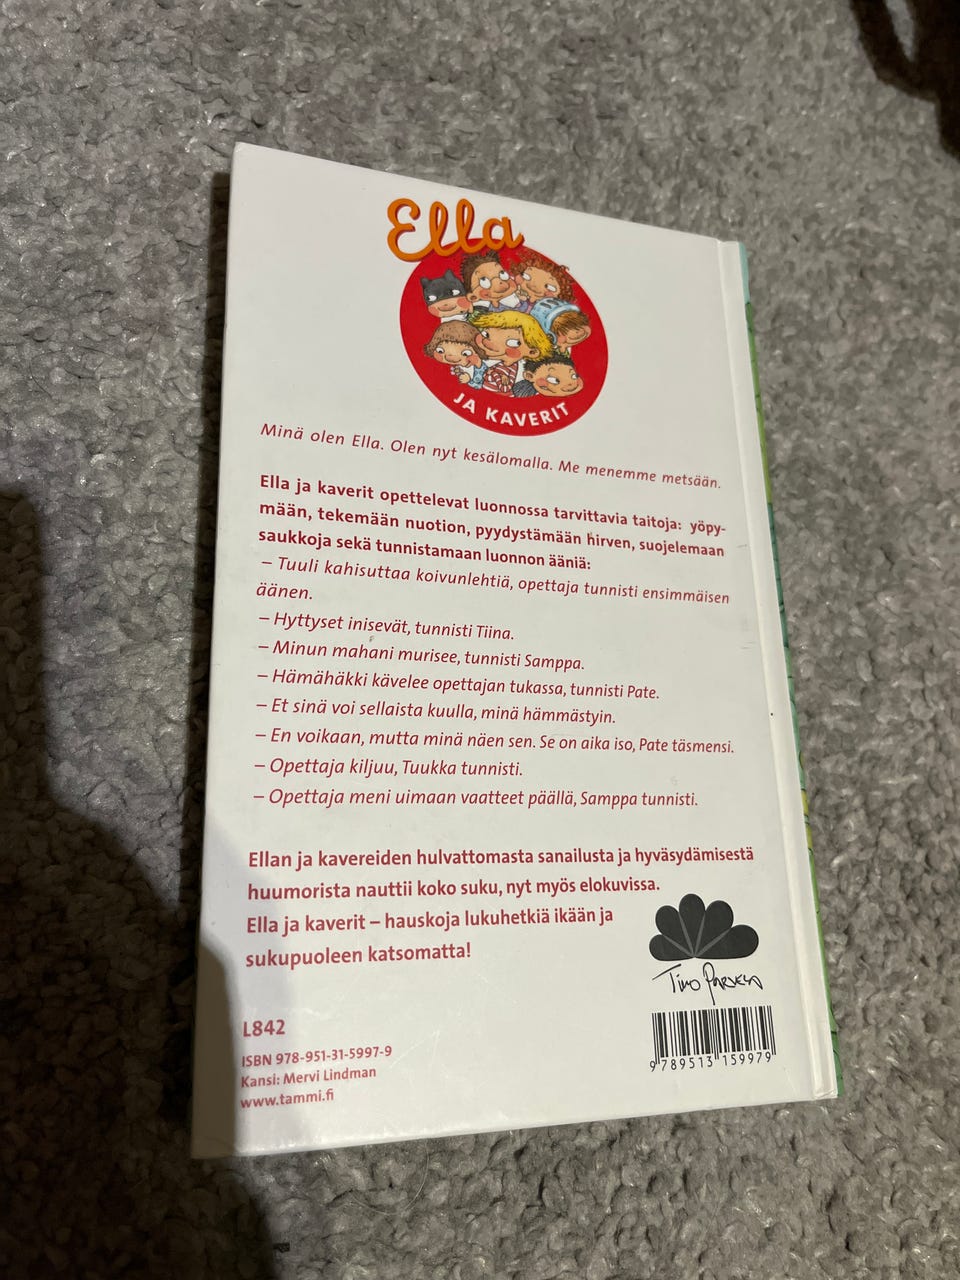 Ella
JA KAVERIT
Minä olen Ella. Olen nyt kesälomalla. Me menemme metsään.
Ella ja kaverit opettelevat luonnossa tarvittavia taitoja: yöpy-
mään, tekemään nuotion, pyydystämään hirven, suojelemaan
saukkoja sekä tunnistamaan luonnon ääniä:
– Tuuli kahisuttaa koivunlehtiä, opettaja tunnisti ensimmäisen
äänen.
– Hyttyset inisevät, tunnisti Tiina.
– Minun mahani murisee, tunnisti Samppa.
– Hämähäkki kävelee opettajan tukassa, tunnisti Pate.
– Et sinä voi sellaista kuulla, minä hämmästyin.
– En voikaan, mutta minä näen sen. Se on aika iso, Pate täsmensi.
– Opettaja kiljuu, Tuukka tunnisti.
– Opettaja meni uimaan vaatteet päällä, Samppa tunnisti.
Ellan ja kavereiden hulvattomasta sanailusta ja hyväsydämisestä
huumorista nauttii koko suku, nyt myös elokuvissa.
Ella ja kaverit – hauskoja lukuhetkiä ikään ja
sukupuoleen katsomatta!
Timo Parvela
L842
ISBN 978-951-31-5997-9
Kansi: Mervi Lindman
www.tammi.fi
9 789513 159979